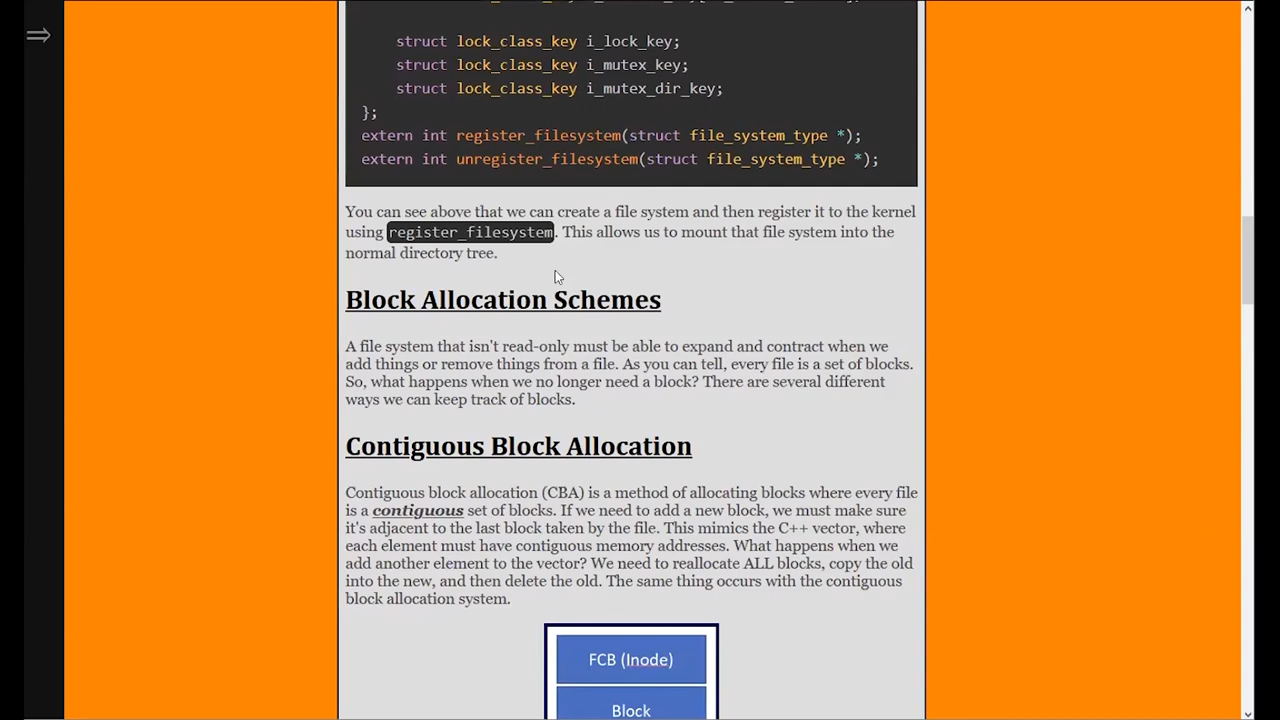 struct lock_class_key i_lock_key;
struct lock_class_key i_mutex_key;
struct lock_class_key i_mutex_dir_key;
};
extern int register_filesystem(struct file_system_type *);
extern int unregister_filesystem(struct file_system_type *);
You can see above that we can create a file system and then register it to the kernel
using register_filesystem. This allows us to mount that file system into the
normal directory tree.
Block Allocation Schemes
A file system that isn't read-only must be able to expand and contract when we
add things or remove things from a file. As you can tell, every file is a set of blocks.
So, what happens when we no longer need a block? There are several different
ways we can keep track of blocks.
Contiguous Block Allocation
Contiguous block allocation (CBA) is a method of allocating blocks where every file
is a contiguous set of blocks. If we need to add a new block, we must make sure
it's adjacent to the last block taken by the file. This mimics the C++ vector, where
each element must have contiguous memory addresses. What happens when we
add another element to the vector? We need to reallocate ALL blocks, copy the old
into the new, and then delete the old. The same thing occurs with the contiguous
block allocation system.
FCB (Inode)
Block